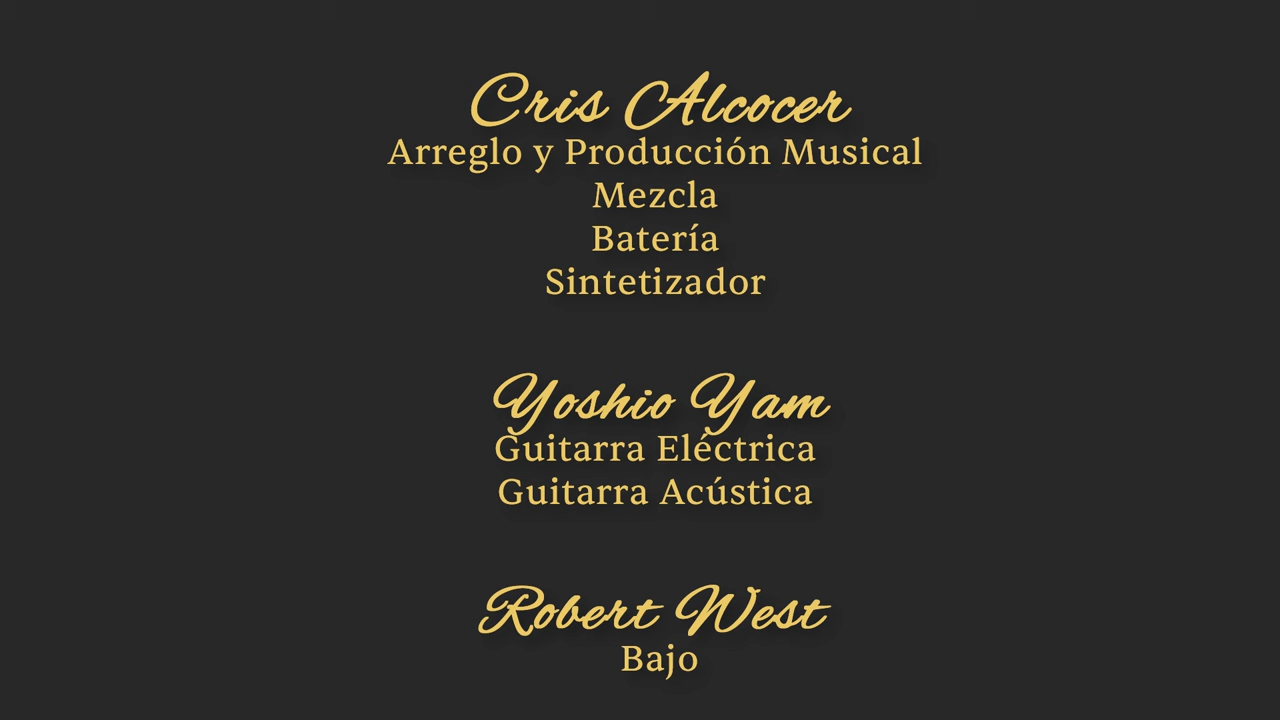 Cris Alcocer
Arreglo y Producción Musical
Mezcla
Batería
Sintetizador
Yoshio Yam
Guitarra Eléctrica
Guitarra Acústica
Robert West
Bajo